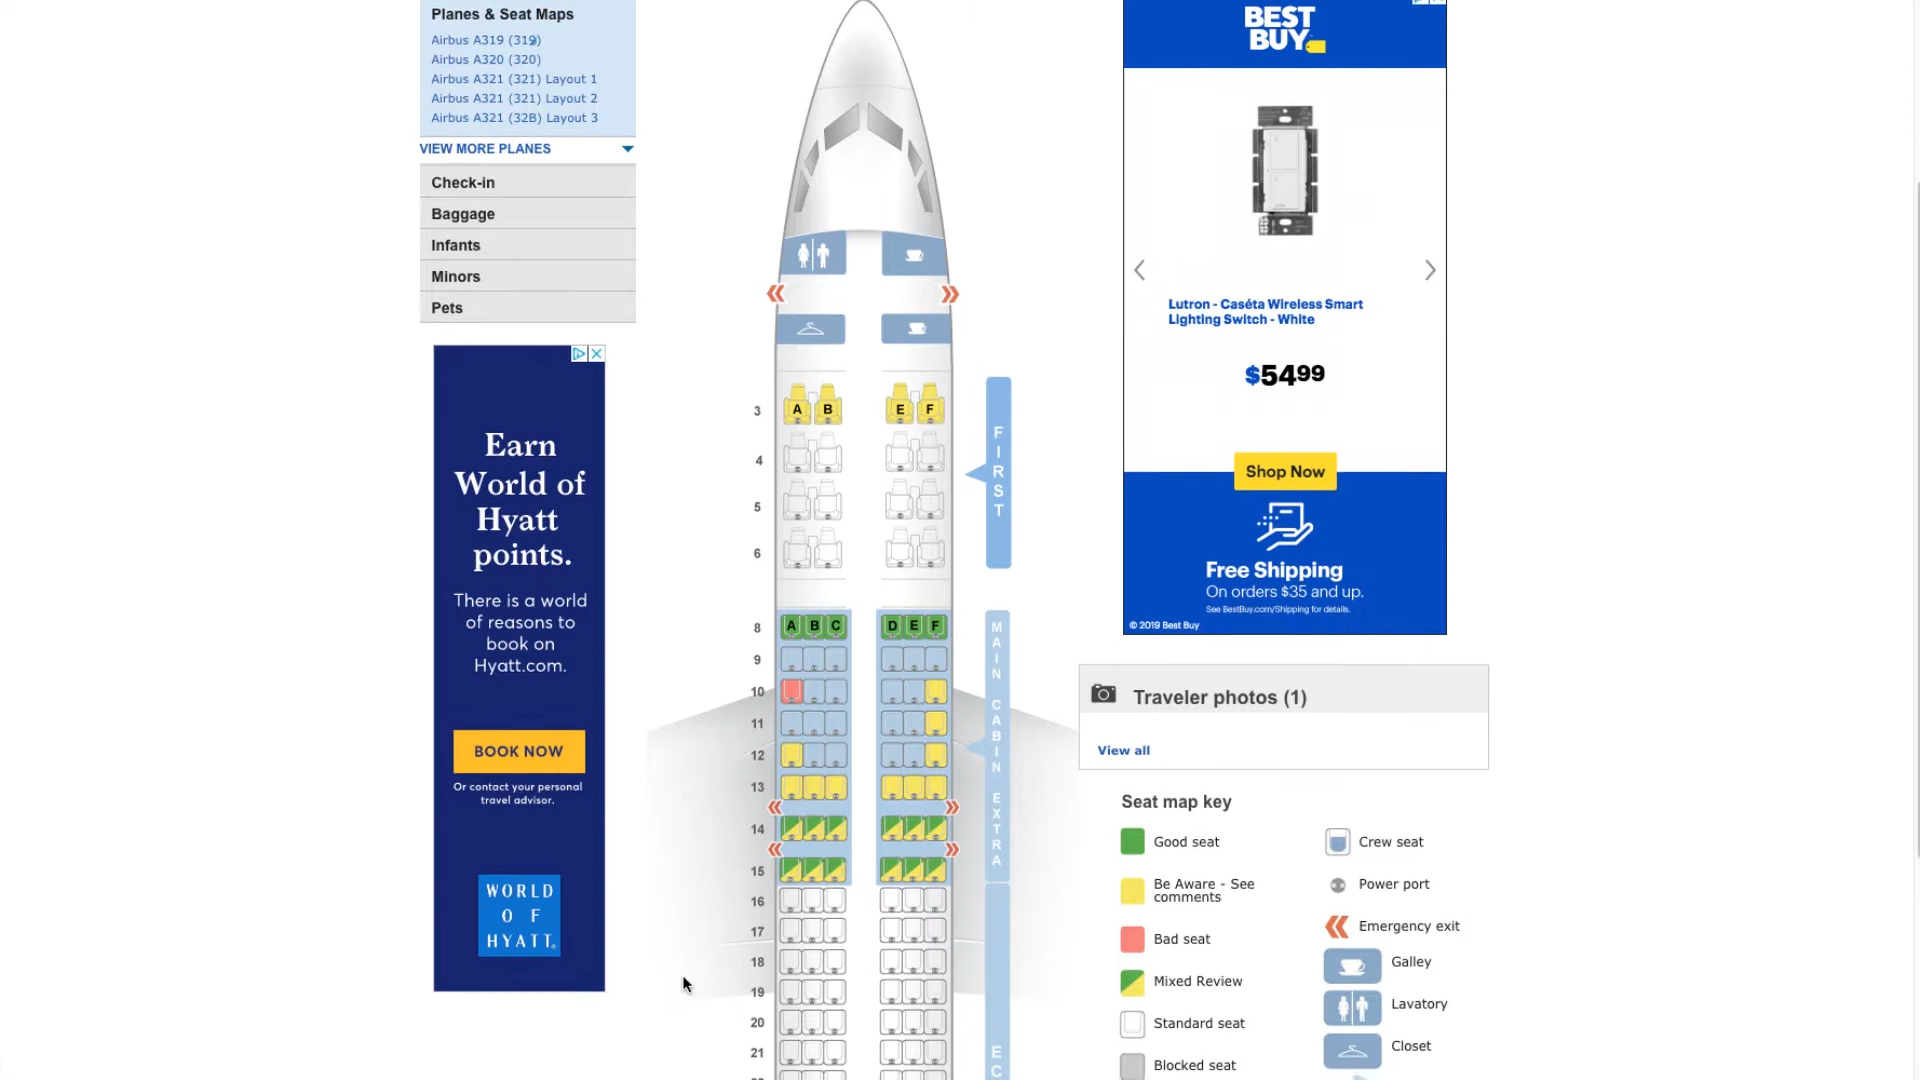 Planes & Seat Maps
Airbus A319 (319)
Airbus A320 (320)
Airbus A321 (321) Layout 1
Airbus A321 (321) Layout 2
Airbus A321 (32B) Layout 3
VIEW MORE PLANES
Check-in
Baggage
Infants
Minors
Pets
Earn
World of
Hyatt
points.
There is a world
of reasons to
book on
Hyatt.com.
BOOK NOW
Or contact your personal
travel advisor.
WORLD
OF
HYATT.
3 A B E F
4
5
6
FIRST
8 A B C D E F
9
10
11
12
13
14
15
MAIN CABIN EXTRA
16
17
18
19
20
21
EC
BEST
BUY
Lutron - Caséta Wireless Smart
Lighting Switch - White
$5499
Shop Now
Free Shipping
On orders $35 and up.
See BestBuy.com/Shipping for details.
© 2019 Best Buy
Traveler photos (1)
View all
Seat map key
Good seat
Be Aware - See
comments
Bad seat
Mixed Review
Standard seat
Blocked seat
Crew seat
Power port
Emergency exit
Galley
Lavatory
Closet